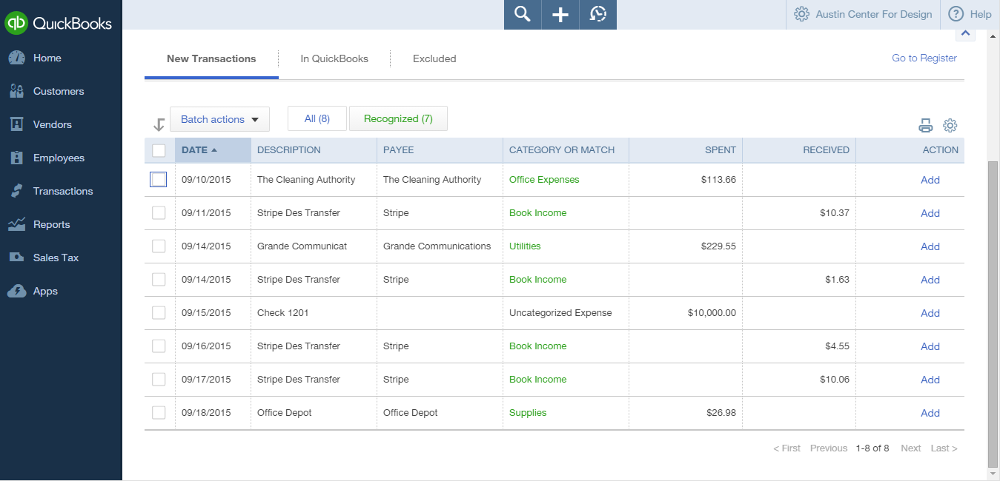 QuickBooks
Austin Center For Design Help
Home
Customers
Vendors
Employees
Transactions
Reports
Sales Tax
Apps
New Transactions In QuickBooks Excluded Go to Register
Batch actions All (8) Recognized (7)
DATE DESCRIPTION PAYEE CATEGORY OR MATCH SPENT RECEIVED ACTION
09/10/2015 The Cleaning Authority The Cleaning Authority Office Expenses $113.66 Add
09/11/2015 Stripe Des Transfer Stripe Book Income $10.37 Add
09/14/2015 Grande Communicat Grande Communications Utilities $229.55 Add
09/14/2015 Stripe Des Transfer Stripe Book Income $1.63 Add
09/15/2015 Check 1201 Uncategorized Expense $10,000.00 Add
09/16/2015 Stripe Des Transfer Stripe Book Income $4.55 Add
09/17/2015 Stripe Des Transfer Stripe Book Income $10.06 Add
09/18/2015 Office Depot Office Depot Supplies $26.98 Add
< First Previous 1-8 of 8 Next Last >